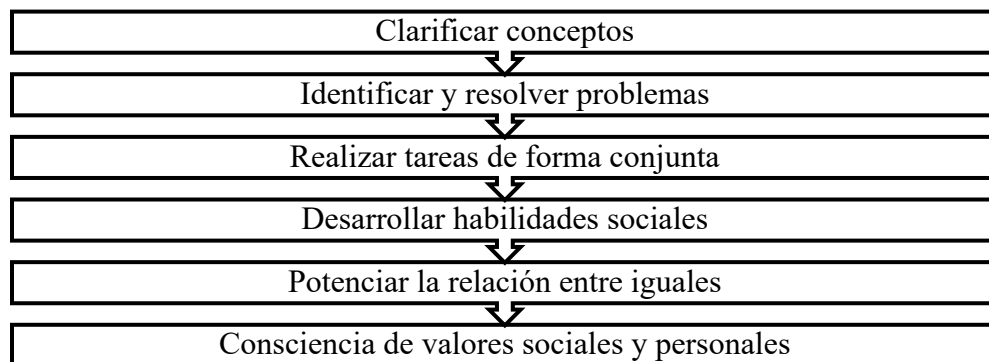 Clarificar conceptos
Identificar y resolver problemas
Realizar tareas de forma conjunta
Desarrollar habilidades sociales
Potenciar la relación entre iguales
Consciencia de valores sociales y personales